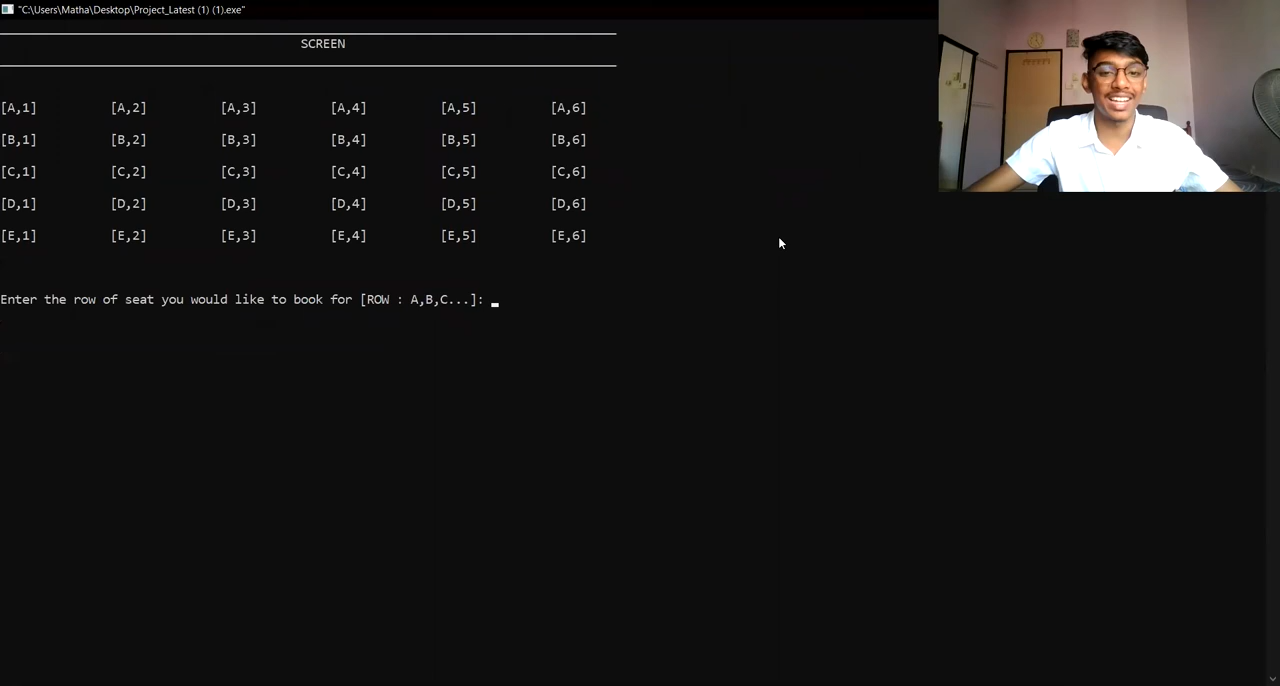 "C:\Users\Matha\Desktop\Project_Latest (1) (1).exe"
SCREEN
[A,1] [A,2] [A,3] [A,4] [A,5] [A,6]
[B,1] [B,2] [B,3] [B,4] [B,5] [B,6]
[C,1] [C,2] [C,3] [C,4] [C,5] [C,6]
[D,1] [D,2] [D,3] [D,4] [D,5] [D,6]
[E,1] [E,2] [E,3] [E,4] [E,5] [E,6]
Enter the row of seat you would like to book for [ROW : A,B,C...]: